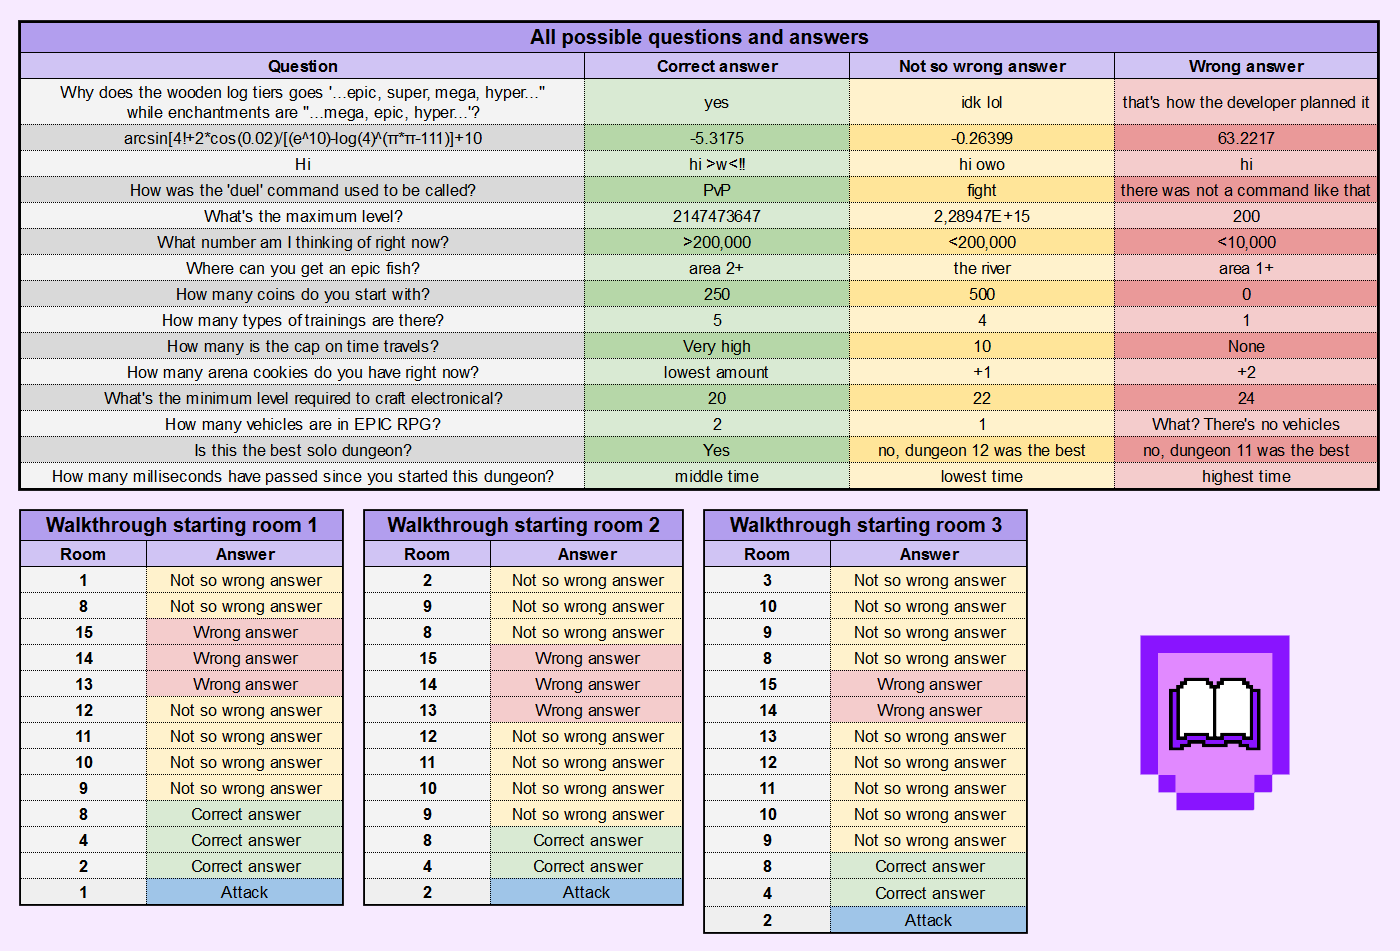 All possible questions and answers
Question Correct answer Not so wrong answer Wrong answer
Why does the wooden log tiers goes '...epic, super, mega, hyper..."
while enchantments are "...mega, epic, hyper...'? yes idk lol that's how the developer planned it
arcsin[4!+2*cos(0.02)/[(e^10)-log(4)^(π*π-111)]+10 -5.3175 -0.26399 63.2217
Hi hi >w<!! hi owo hi
How was the 'duel' command used to be called? PvP fight there was not a command like that
What's the maximum level? 2147473647 2,28947E+15 200
What number am I thinking of right now? >200,000 <200,000 <10,000
Where can you get an epic fish? area 2+ the river area 1+
How many coins do you start with? 250 500 0
How many types of trainings are there? 5 4 1
How many is the cap on time travels? Very high 10 None
How many arena cookies do you have right now? lowest amount +1 +2
What's the minimum level required to craft electronical? 20 22 24
How many vehicles are in EPIC RPG? 2 1 What? There's no vehicles
Is this the best solo dungeon? Yes no, dungeon 12 was the best no, dungeon 11 was the best
How many milliseconds have passed since you started this dungeon? middle time lowest time highest time
Walkthrough starting room 1
Room Answer
1 Not so wrong answer
8 Not so wrong answer
15 Wrong answer
14 Wrong answer
13 Wrong answer
12 Not so wrong answer
11 Not so wrong answer
10 Not so wrong answer
9 Not so wrong answer
8 Correct answer
4 Correct answer
2 Correct answer
1 Attack
Walkthrough starting room 2
Room Answer
2 Not so wrong answer
9 Not so wrong answer
8 Not so wrong answer
15 Wrong answer
14 Wrong answer
13 Wrong answer
12 Not so wrong answer
11 Not so wrong answer
10 Not so wrong answer
9 Not so wrong answer
8 Correct answer
4 Correct answer
2 Attack
Walkthrough starting room 3
Room Answer
3 Not so wrong answer
10 Not so wrong answer
9 Not so wrong answer
8 Not so wrong answer
15 Wrong answer
14 Wrong answer
13 Not so wrong answer
12 Not so wrong answer
11 Not so wrong answer
10 Not so wrong answer
9 Not so wrong answer
8 Correct answer
4 Correct answer
2 Attack